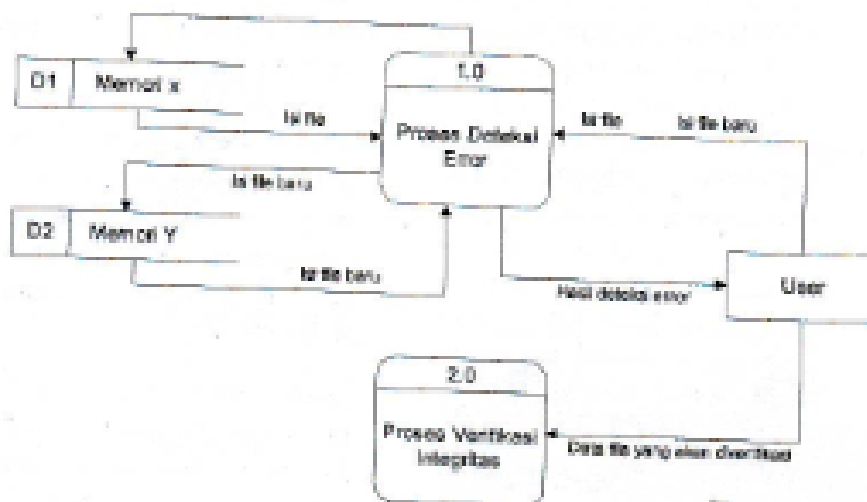 1.0
D1 Memori x
Isi file
Proses Deteksi
Error
Isi file Isi file baru
Isi file baru
D2 Memori Y
Isi file baru
Hasil deteksi error
User
2.0
Proses Verifikasi
Integritas
Data file yang akan diverifikasi